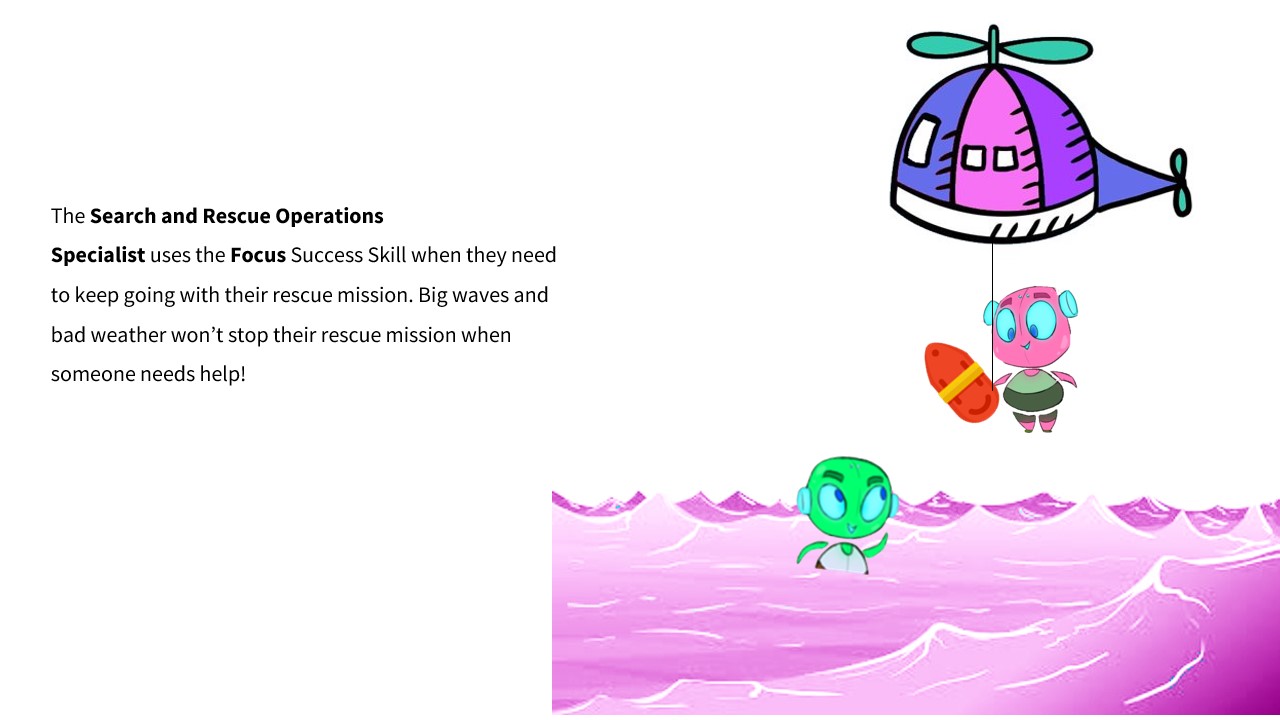 The Search and Rescue Operations
Specialist uses the Focus Success Skill when they need
to keep going with their rescue mission. Big waves and
bad weather won’t stop their rescue mission when
someone needs help!